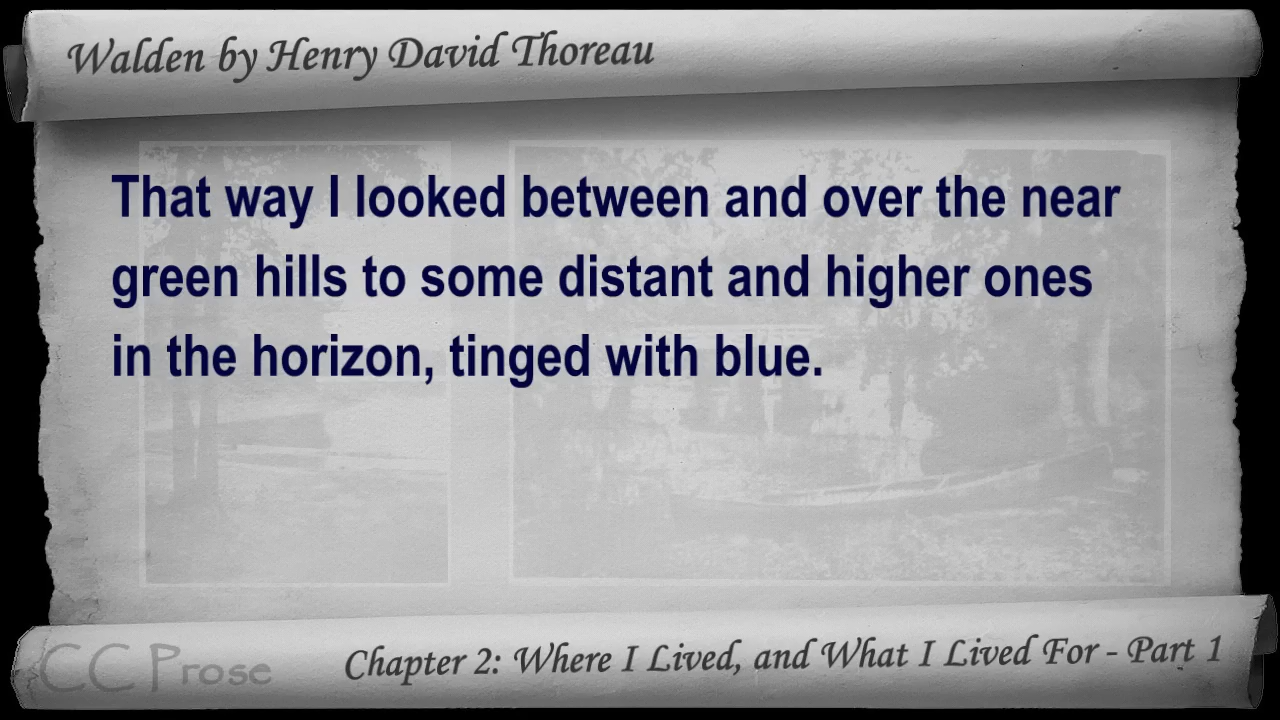 Walden by Henry David Thoreau
That way I looked between and over the near
green hills to some distant and higher ones
in the horizon, tinged with blue.
CC Prose
Chapter 2: Where I Lived, and What I Lived For - Part 1